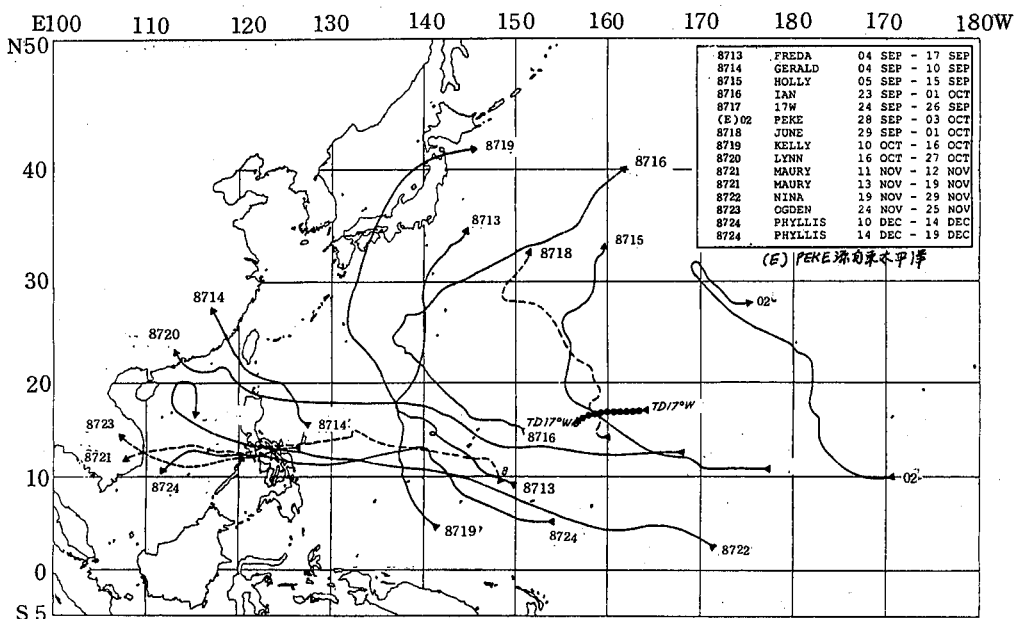 E100 110 120 130 140 150 160 170 180W
N50
8713 FREDA 04 SEP - 17 SEP
8714 GERALD 04 SEP - 10 SEP
8715 HOLLY 05 SEP - 15 SEP
8716 IAN 23 SEP - 01 OCT
8717 17W 24 SEP - 26 SEP
(E)02 PEKE 28 SEP - 03 OCT
8718 JUNE 29 SEP - 01 OCT
8719 KELLY 10 OCT - 16 OCT
8720 LYNN 16 OCT - 27 OCT
8721 MAURY 11 NOV - 12 NOV
8721 MAURY 13 NOV - 19 NOV
8722 NINA 19 NOV - 29 NOV
8723 OGDEN 24 NOV - 25 NOV
8724 PHYLLIS 10 DEC - 14 DEC
8724 PHYLLIS 14 DEC - 19 DEC
(E) PEKE 源自東太平洋
8719
8716
40
8713
8715
8718
30
8714
02
8720
20
TD17°W
TD17°W
8723
8714
8716
8721
10
8724
8713
02
8719
8724
8722
0
S 5